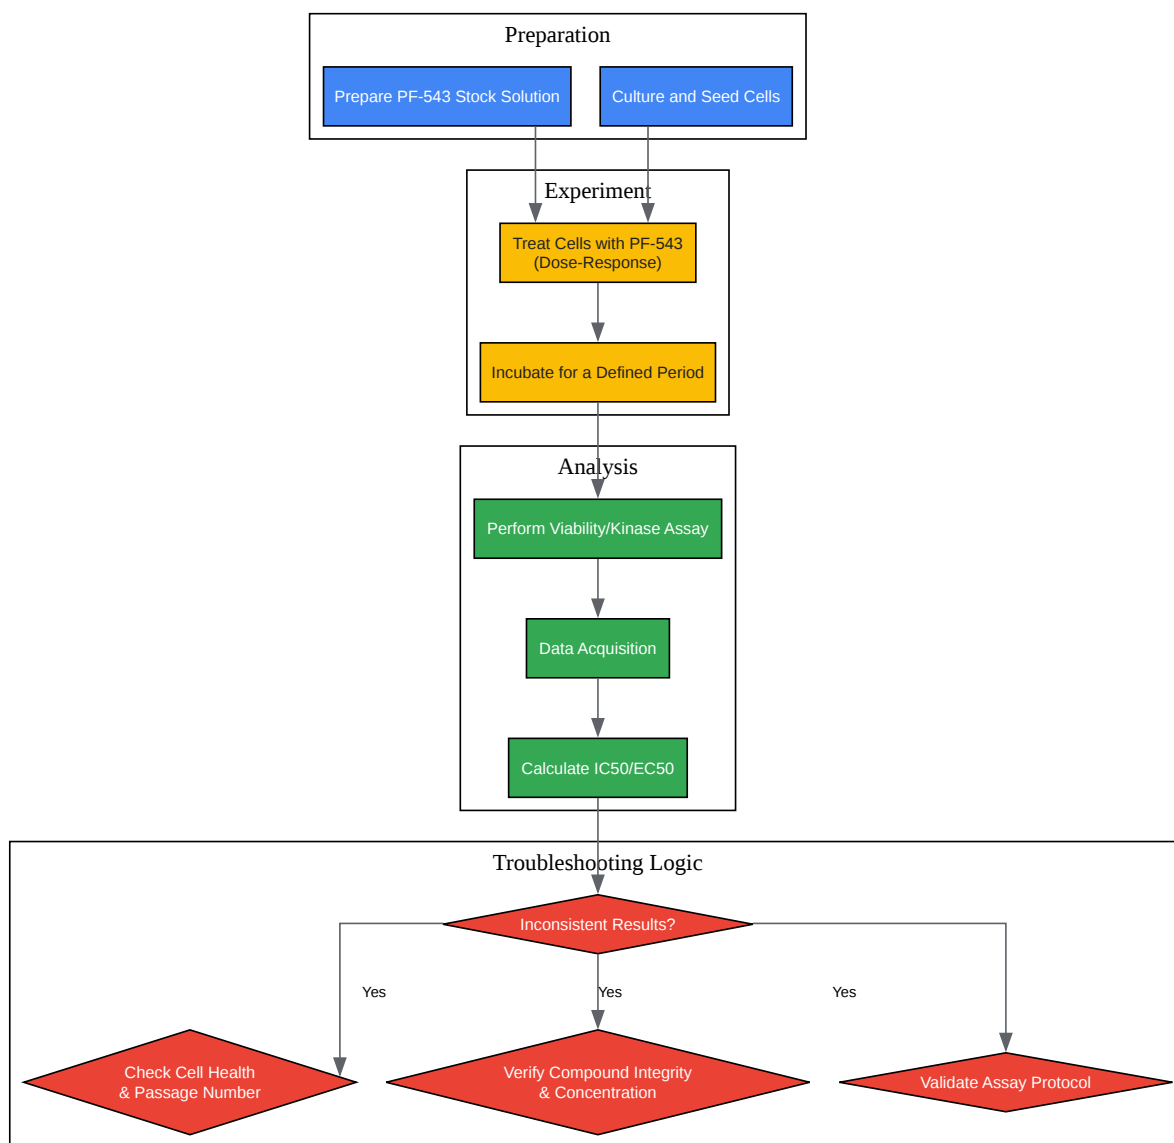 Preparation
Prepare PF-543 Stock Solution
Culture and Seed Cells
Experiment
Treat Cells with PF-543
(Dose-Response)
Incubate for a Defined Period
Analysis
Perform Viability/Kinase Assay
Data Acquisition
Calculate IC50/EC50
Troubleshooting Logic
Inconsistent Results?
Yes
Yes
Yes
Check Cell Health
& Passage Number
Verify Compound Integrity
& Concentration
Validate Assay Protocol